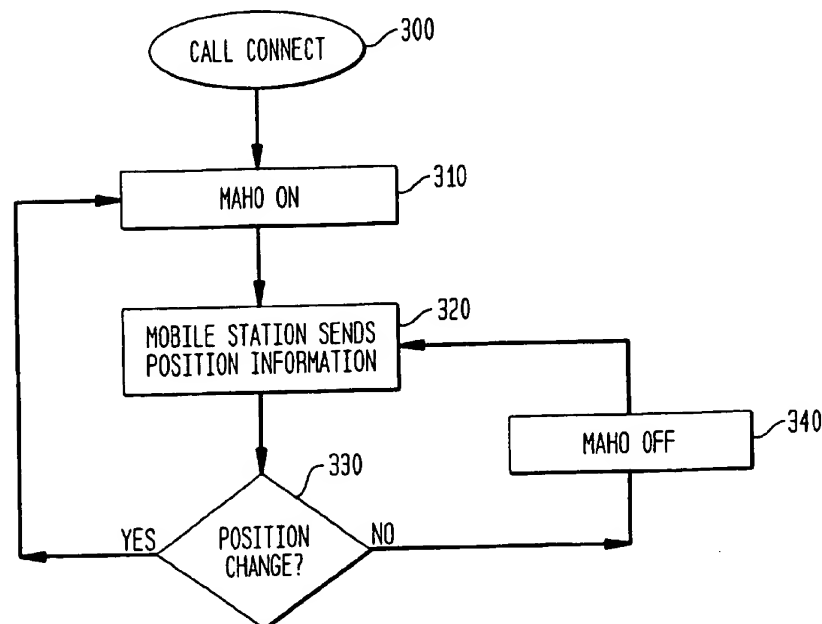 CALL CONNECT
300
MAHO ON
310
MOBILE STATION SENDS
POSITION INFORMATION
320
MAHO OFF
340
330
YES
POSITION
CHANGE?
NO